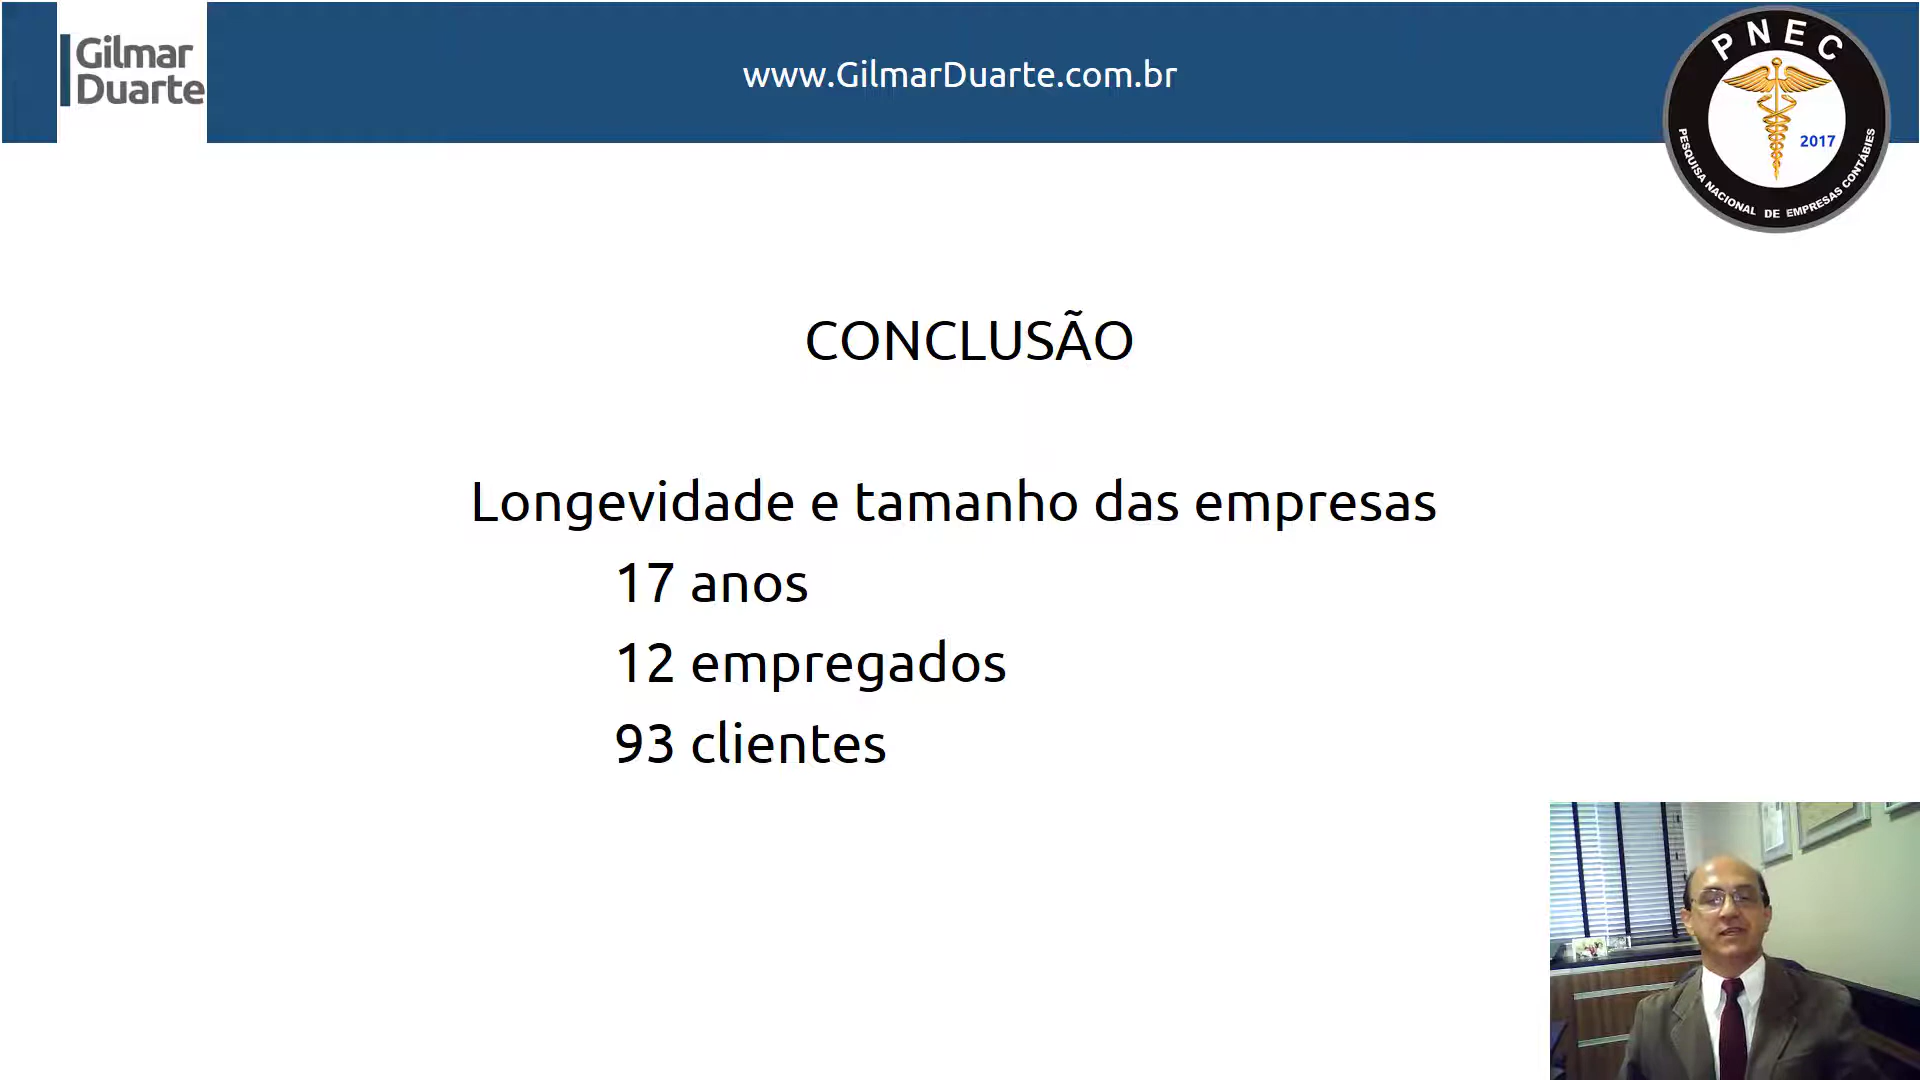 Gilmar
Duarte
www.GilmarDuarte.com.br
PNEC
2017
PESQUISA NACIONAL DE EMPRESAS CONTÁBIES
CONCLUSÃO
Longevidade e tamanho das empresas
17 anos
12 empregados
93 clientes